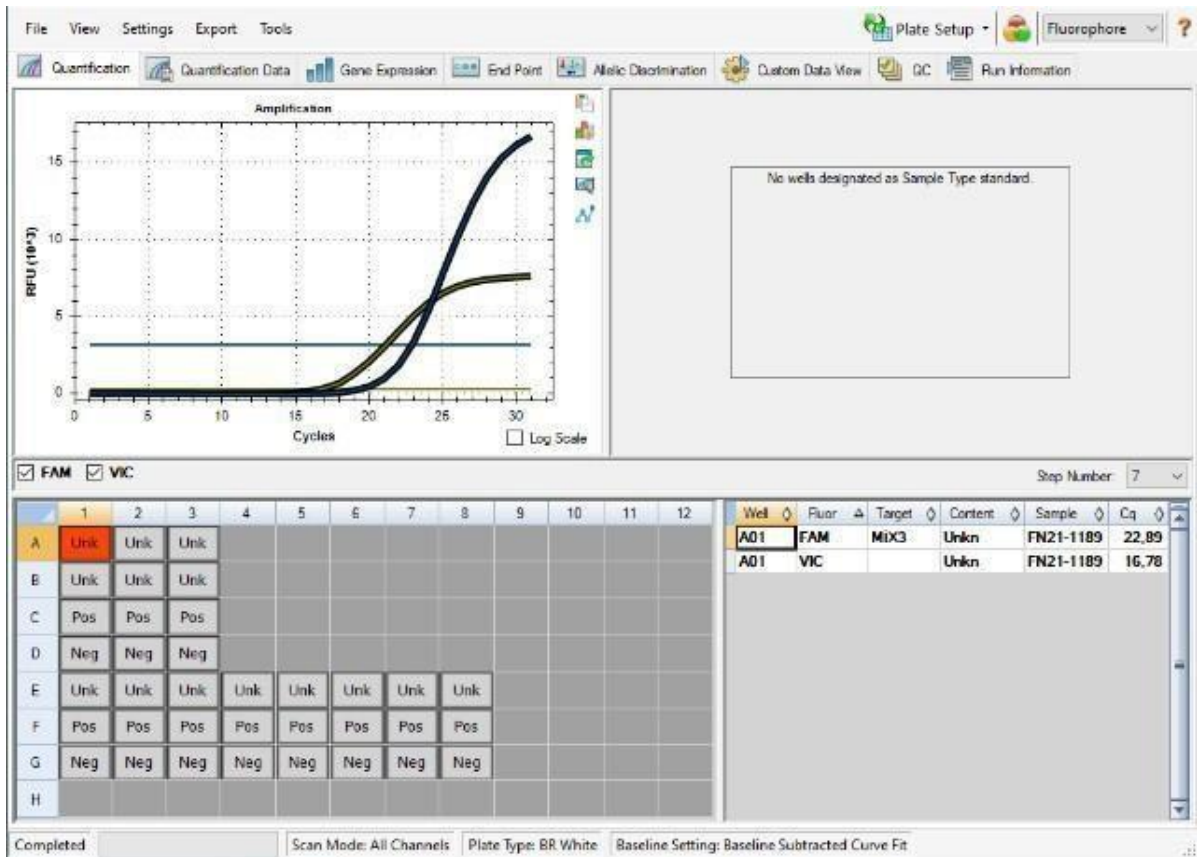 File View Settings Export Tools Plate Setup Fluorophore ?
Quantification Quantification Data Gene Expression End Point Allelic Discrimination Custom Data View QC Run Information
Amplification
RFU (10^3)
15
10
5
0
0 5 10 15 20 25 30
Cycles
Log Scale
No wells designated as Sample Type standard.
FAM VIC
Step Number: 7
1 2 3 4 5 6 7 8 9 10 11 12
A Unk Unk Unk
B Unk Unk Unk
C Pos Pos Pos
D Neg Neg Neg
E Unk Unk Unk Unk Unk Unk Unk Unk
F Pos Pos Pos Pos Pos Pos Pos Pos
G Neg Neg Neg Neg Neg Neg Neg Neg
H
Well Fluor Target Content Sample Cq
A01 FAM MiX3 Unkn FN21-1189 22,89
A01 VIC Unkn FN21-1189 16,78
Completed Scan Mode: All Channels Plate Type: BR White Baseline Setting: Baseline Subtracted Curve Fit